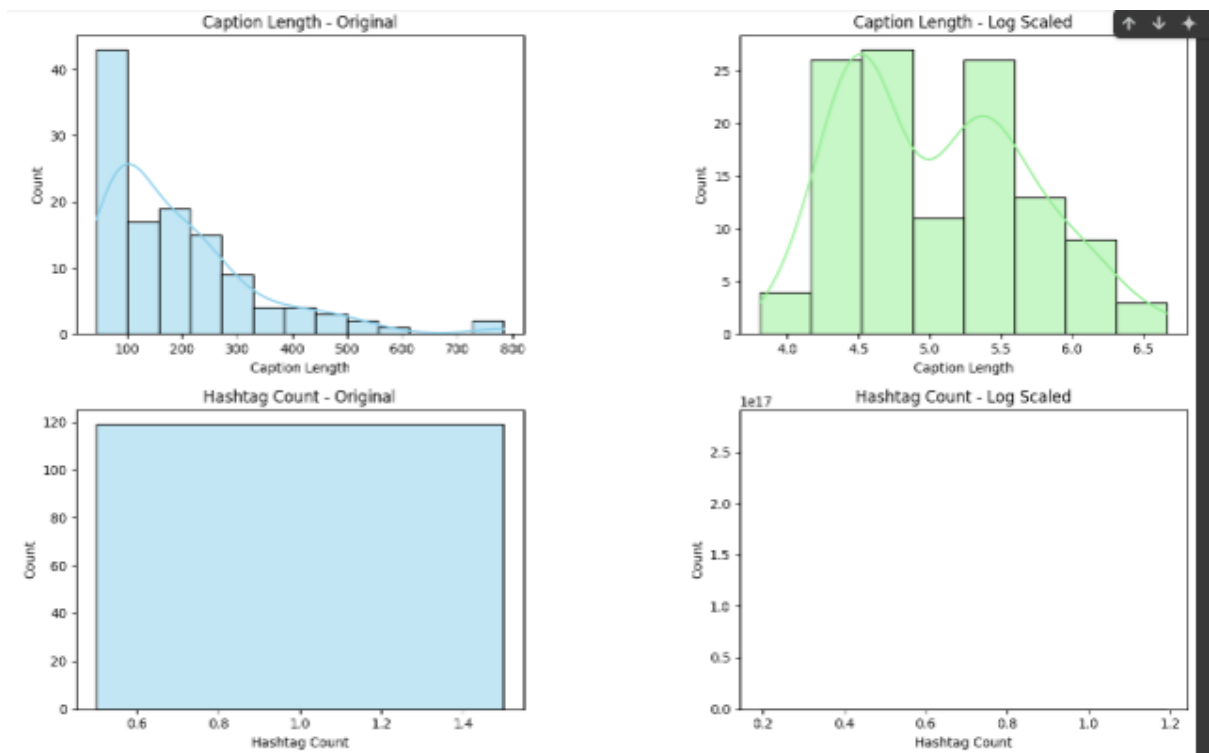 Caption Length - Original
40
30
20
10
0
Count
100 200 300 400 500 600 700 800
Caption Length
Caption Length - Log Scaled
25
20
15
10
5
0
Count
4.0 4.5 5.0 5.5 6.0 6.5
Caption Length
Hashtag Count - Original
120
100
80
60
40
20
0
Count
0.6 0.8 1.0 1.2 1.4
Hashtag Count
Hashtag Count - Log Scaled
1e17
2.5
2.0
1.5
1.0
0.5
0.0
Count
0.2 0.4 0.6 0.8 1.0 1.2
Hashtag Count